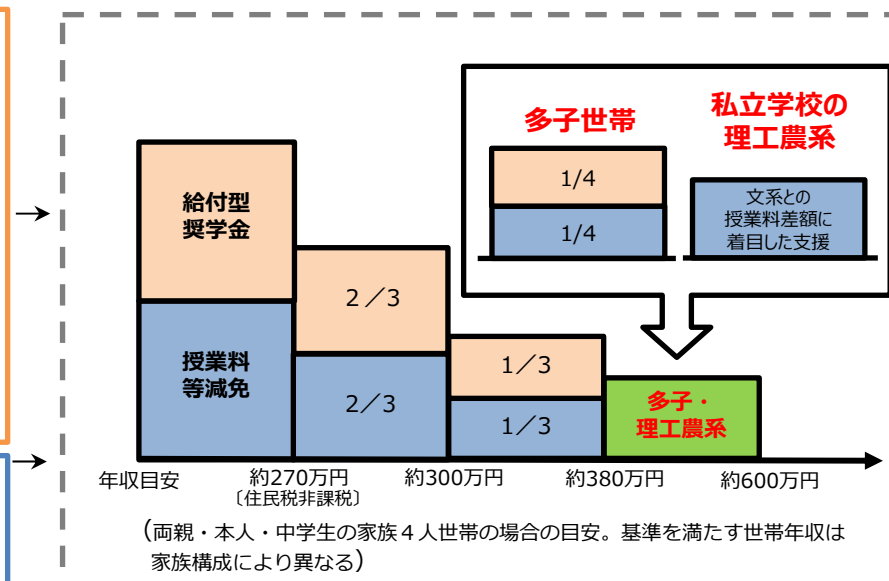 多子世帯
私立学校の
理工農系
1/4
1/4
文系との
授業料差額に
着目した支援
給付型
奨学金
授業料
等減免
2／3
2／3
1／3
1／3
多子・
理工農系
年収目安
約270万円
〔住民税非課税〕
約300万円
約380万円
約600万円
(両親・本人・中学生の家族４人世帯の場合の目安。基準を満たす世帯年収は
家族構成により異なる)